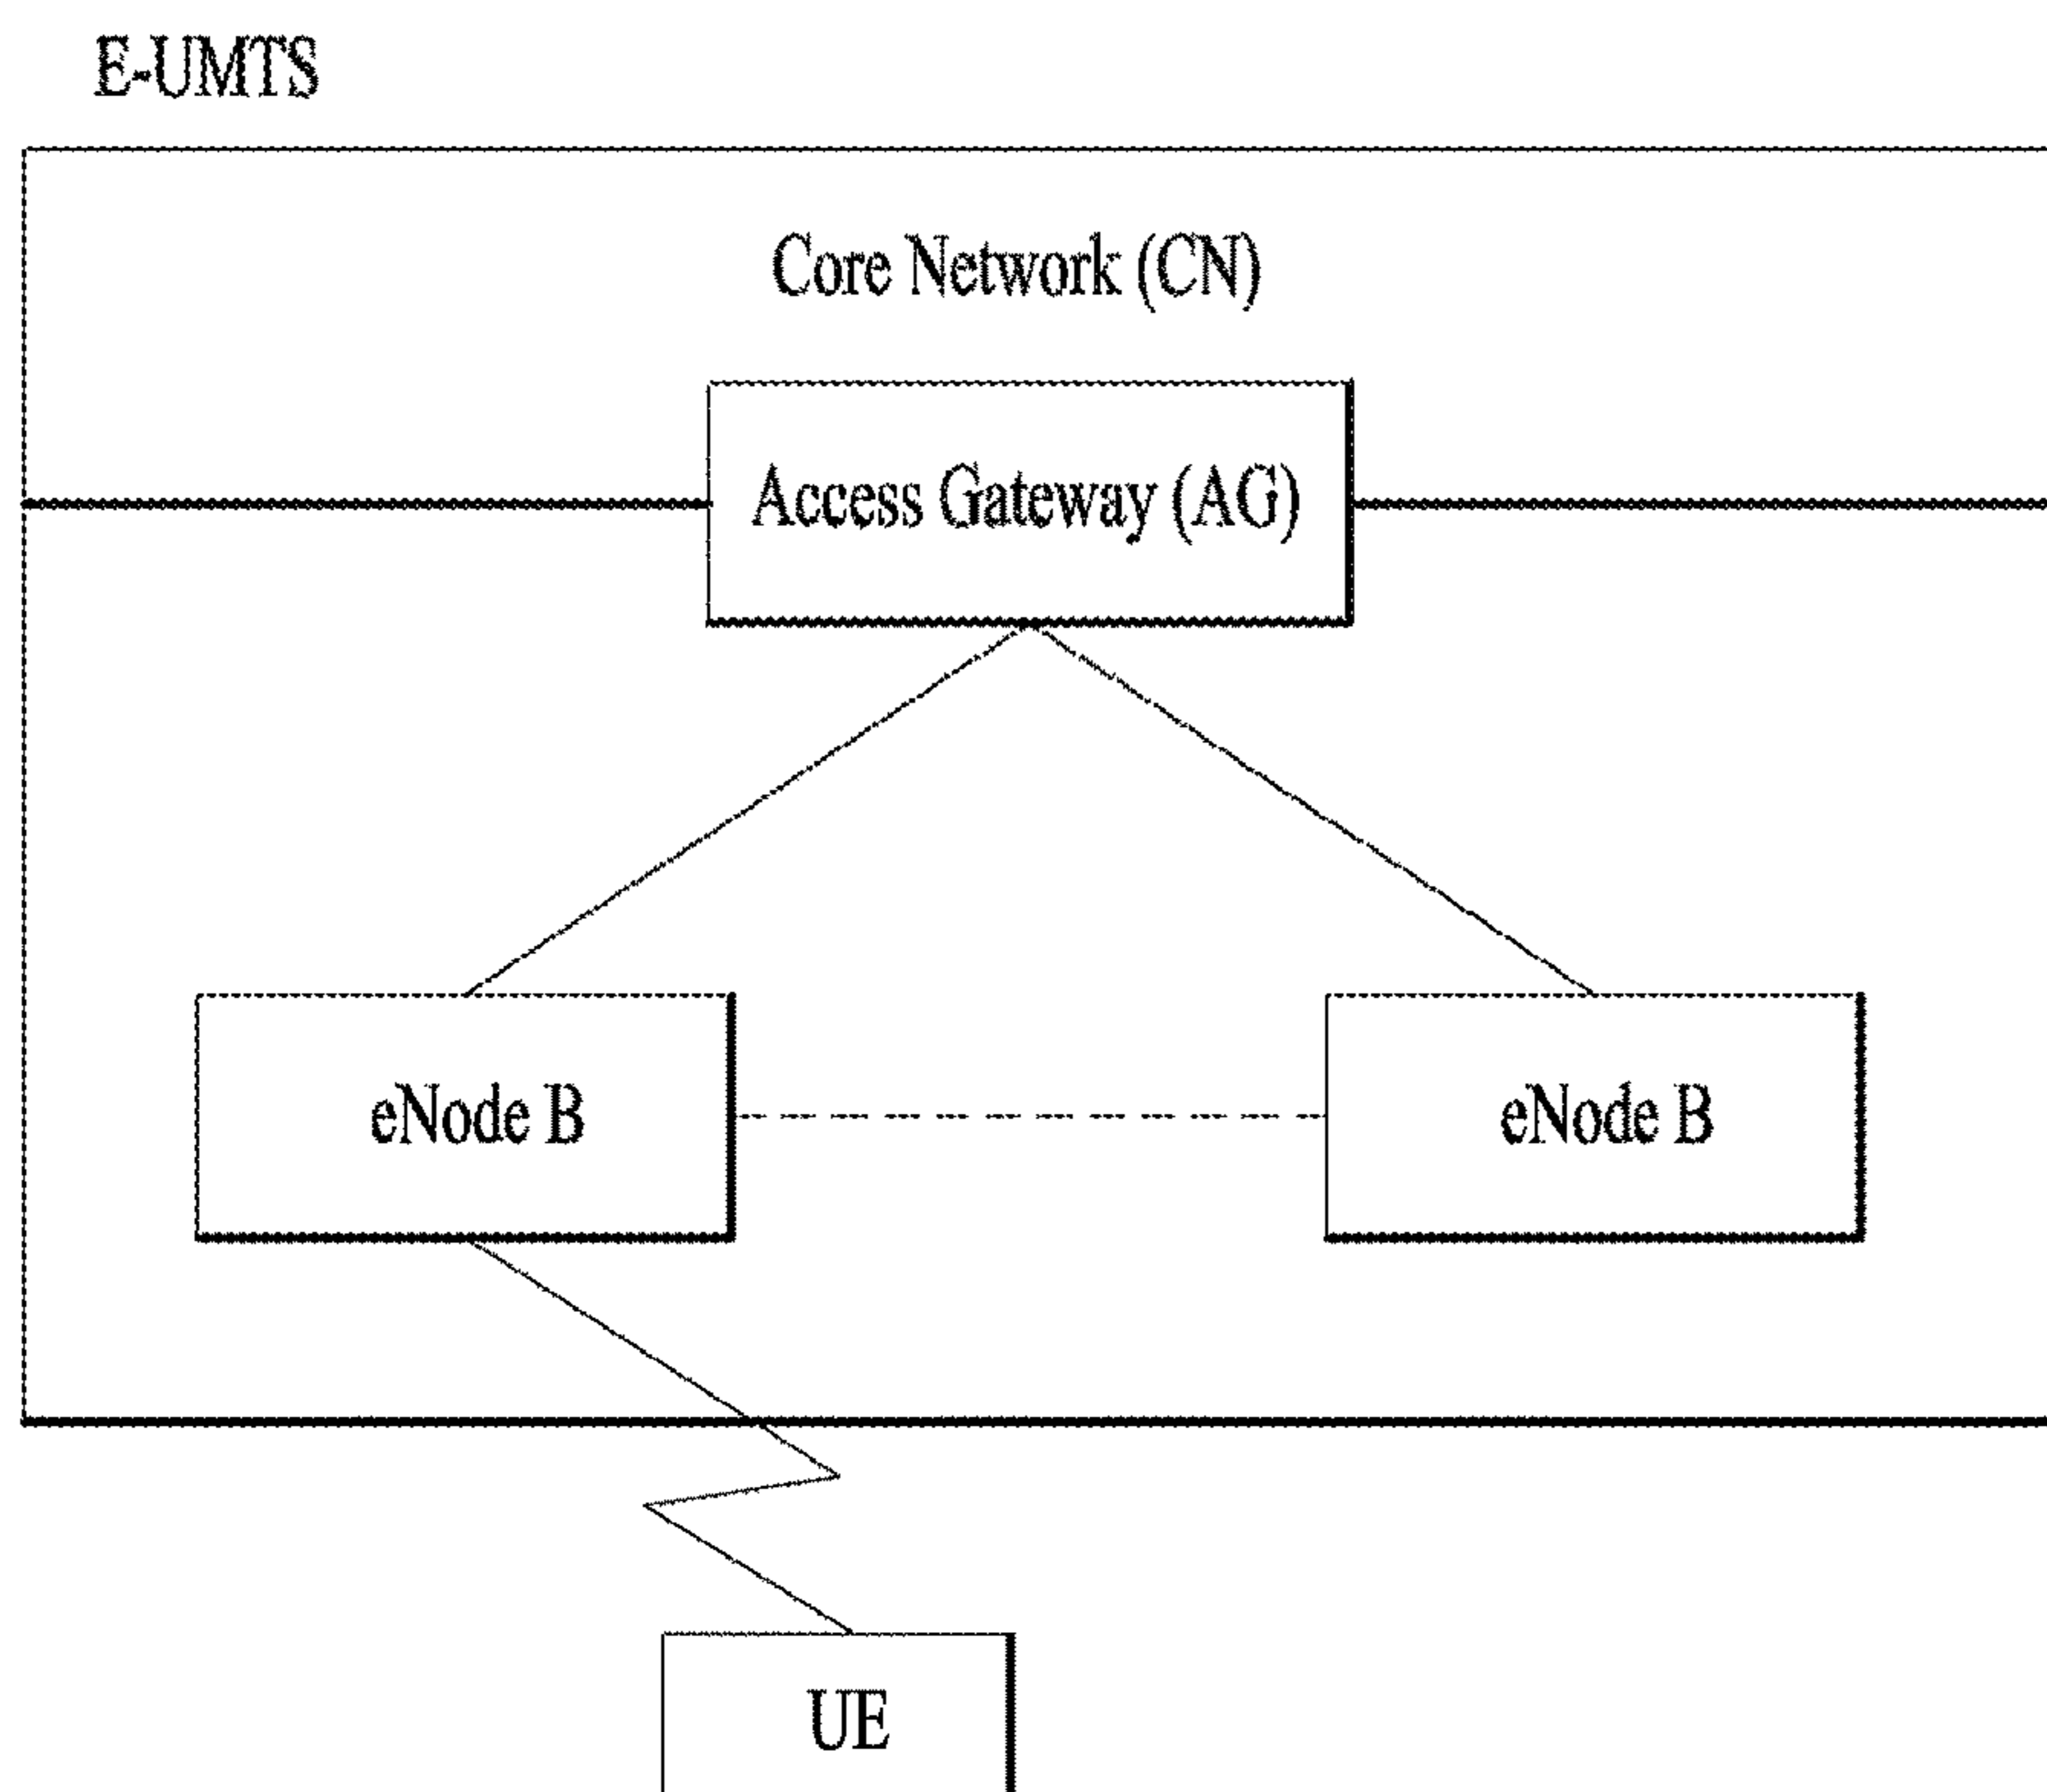 E-UMTS
Core Network (CN)
Access Gateway (AG)
eNode B
eNode B
UE